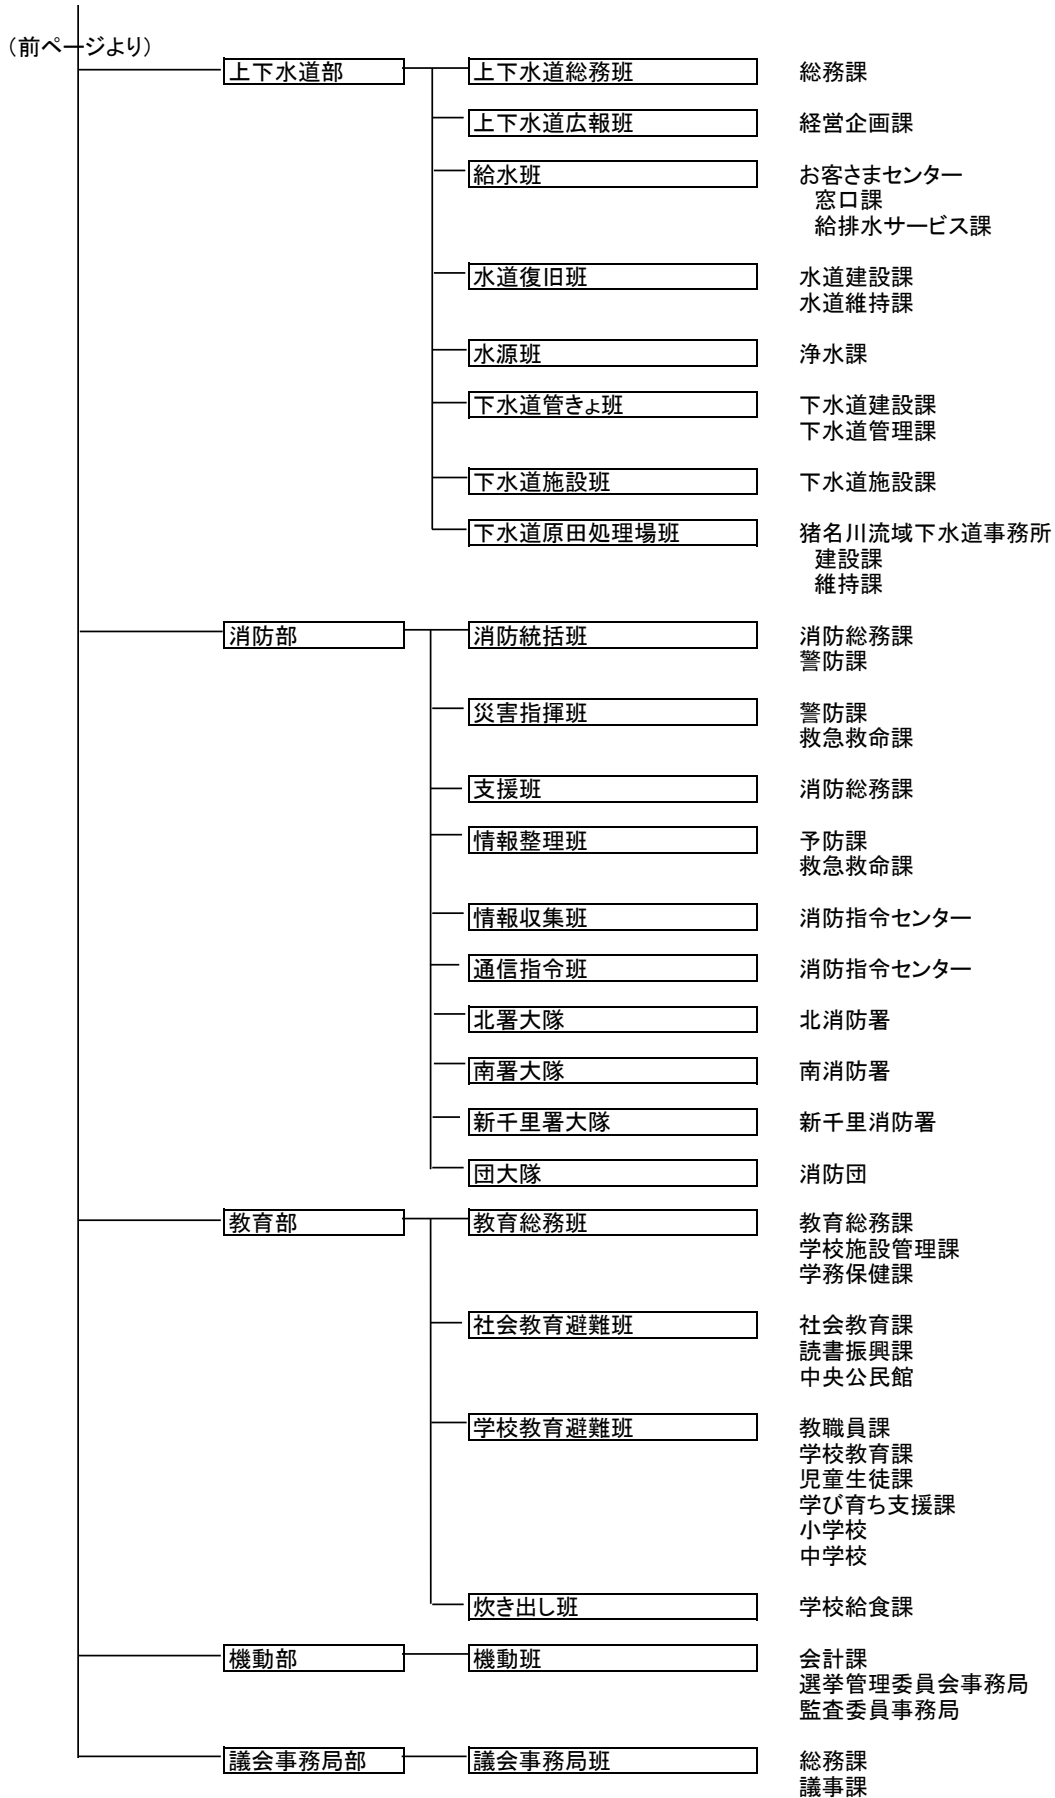 （前ページより）
上下水道部 上下水道総務班 総務課
上下水道広報班 経営企画課
給水班 お客さまセンター
窓口課
給排水サービス課
水道復旧班 水道建設課
水道維持課
水源班 浄水課
下水道管きょ班 下水道建設課
下水道管理課
下水道施設班 下水道施設課
下水道原田処理場班 猪名川流域下水道事務所
建設課
維持課
消防部 消防統括班 消防総務課
警防課
災害指揮班 警防課
救急救命課
支援班 消防総務課
情報整理班 予防課
救急救命課
情報収集班 消防指令センター
通信指令班 消防指令センター
北署大隊 北消防署
南署大隊 南消防署
新千里署大隊 新千里消防署
団大隊 消防団
教育部 教育総務班 教育総務課
学校施設管理課
学務保健課
社会教育避難班 社会教育課
読書振興課
中央公民館
学校教育避難班 教職員課
学校教育課
児童生徒課
学び育ち支援課
小学校
中学校
炊き出し班 学校給食課
機動部 機動班 会計課
選挙管理委員会事務局
監査委員事務局
議会事務局部 議会事務局班 総務課
議事課